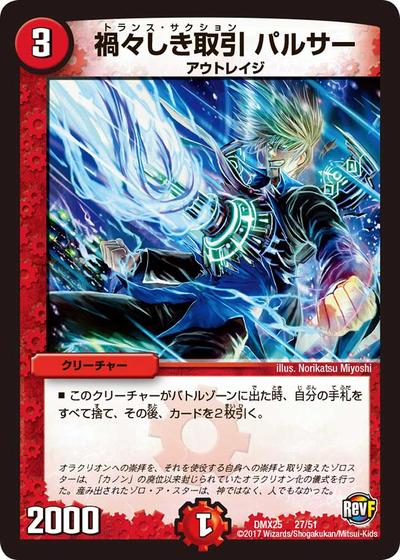 3
トランス・サクション
禍々しき取引 パルサー
アウトレイジ
illus. Norikatsu Miyoshi
クリーチャー
■ このクリーチャーがバトルゾーンに出た時、自分の手札を
すべて捨て、その後、カードを2枚引く。
オラクリオンへの崇拝を、それを使役する自身への崇拝と取り違えたゾロス
ターは、「カノン」の廃位以来封じられていたオラクリオン化の儀式を行っ
た。産み出されたゾロ・ア・スターは、神ではなく、人でもなかった。
RevF
2000
1
DMX25 27/51
©2017 Wizards/Shogakukan/Mitsui-Kids